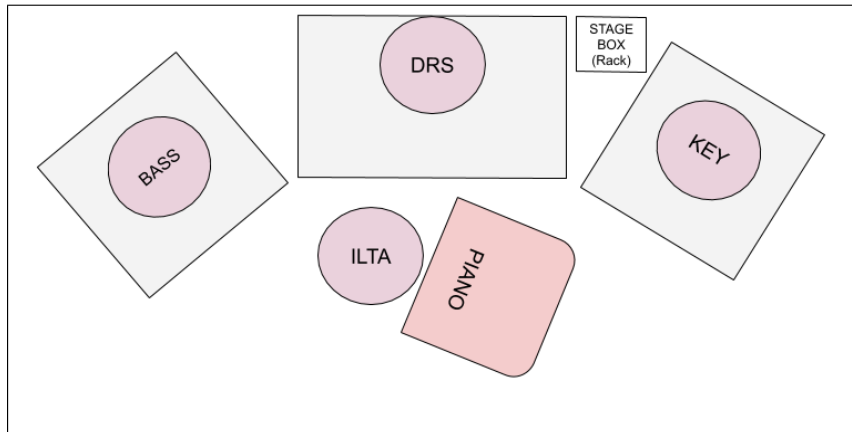 DRS
STAGE
BOX
(Rack)
BASS
KEY
ILTA
PIANO